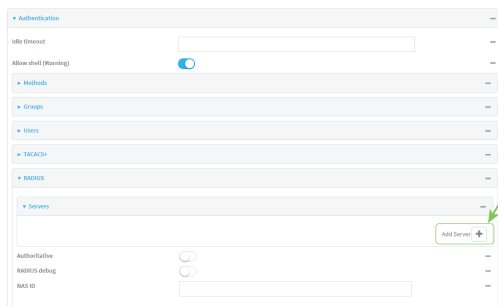 Authentication
Idle timeout
Allow shell (Warning)
Methods
Groups
Users
TACACS+
RADIUS
Servers
Add Server
Authoritative
RADIUS debug
NAS ID